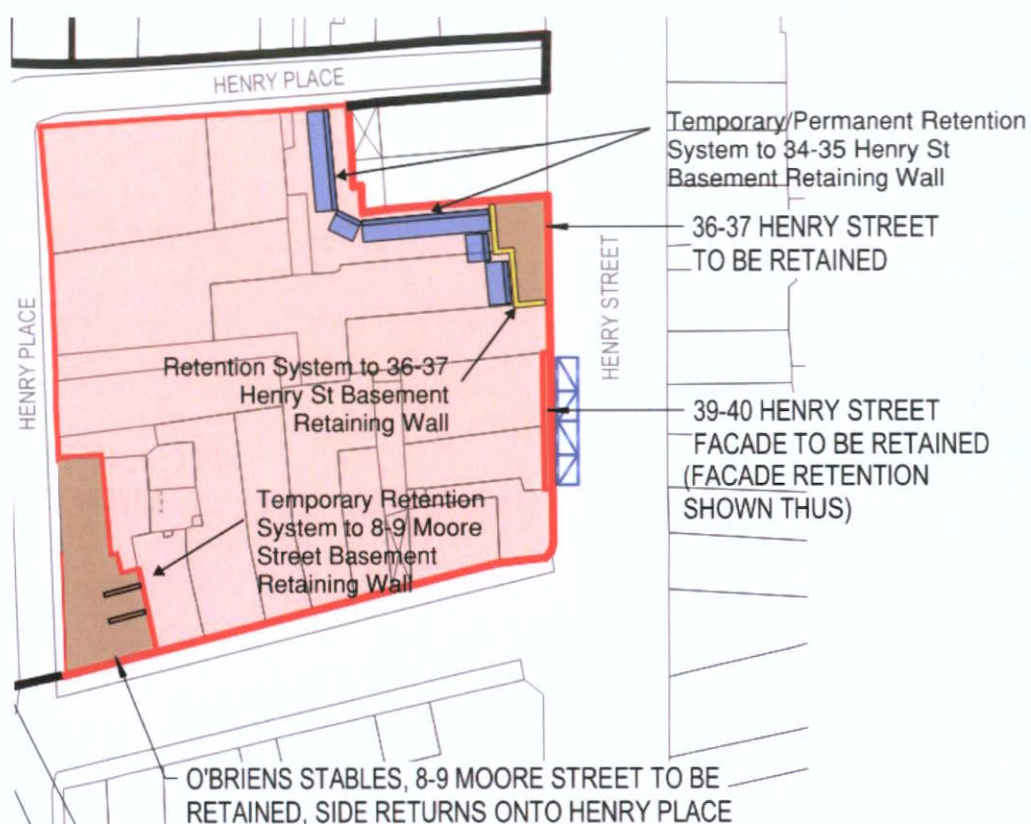 HENRY PLACE
Temporary/Permanent Retention
System to 34-35 Henry St
Basement Retaining Wall
36-37 HENRY STREET
TO BE RETAINED
HENRY STREET
HENRY PLACE
Retention System to 36-37
Henry St Basement
Retaining Wall
39-40 HENRY STREET
FACADE TO BE RETAINED
(FACADE RETENTION
SHOWN THUS)
Temporary Retention
System to 8-9 Moore
Street Basement
Retaining Wall
O'BRIENS STABLES, 8-9 MOORE STREET TO BE
RETAINED, SIDE RETURNS ONTO HENRY PLACE